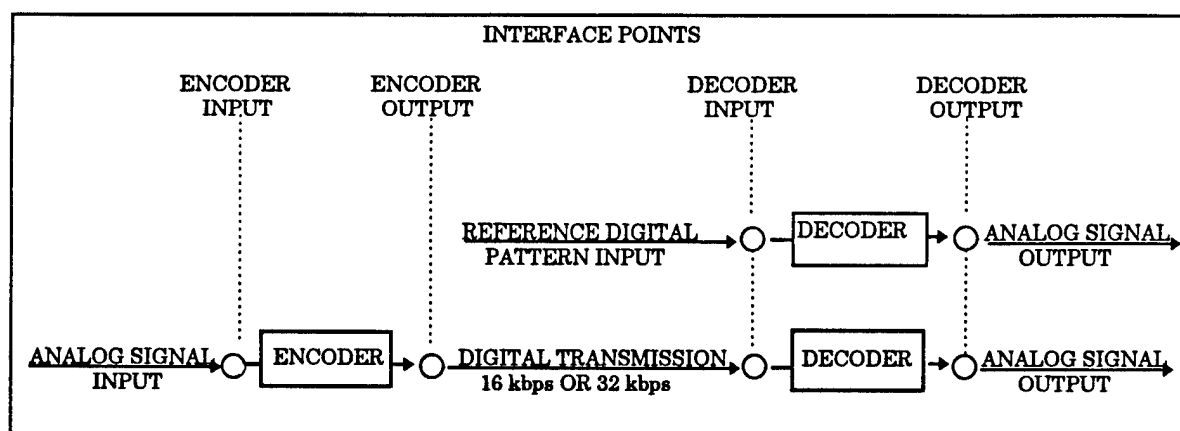 INTERFACE POINTS
ENCODER
INPUT
ENCODER
OUTPUT
DECODER
INPUT
DECODER
OUTPUT
REFERENCE DIGITAL
PATTERN INPUT
DECODER
ANALOG SIGNAL
OUTPUT
ANALOG SIGNAL
INPUT
ENCODER
DIGITAL TRANSMISSION
16 kbps OR 32 kbps
DECODER
ANALOG SIGNAL
OUTPUT